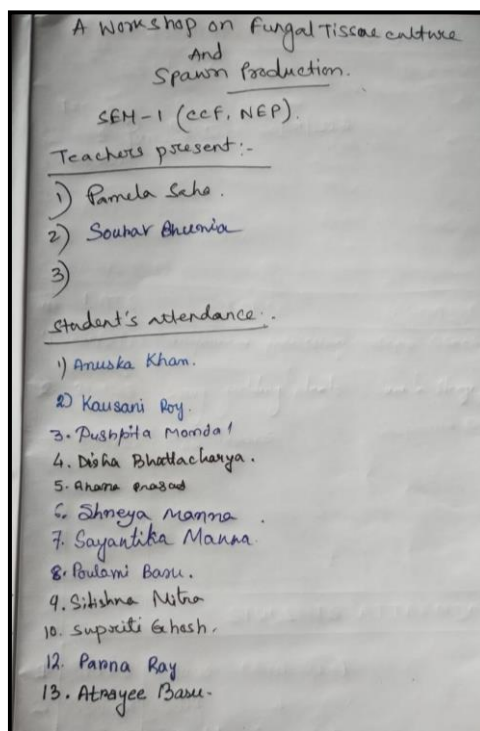 A Workshop on Fungal Tissue culture
And
Spawn Production.
SEM-1 (CCF, NEP).
Teachers present:-
1) Pamela Saha.
2) Sourav Bhunia
3)
Student's attendance:.
1) Anuska Khan.
2) Kausani Roy.
3. Pushpita Mondal
4. Disha Bhattacharya.
5. Ahana Prasad
6. Shreya Manna.
7. Sayantika Manna.
8. Poulami Basu.
9. Mitra
10. Supriti Ghosh.
12. Panna Ray
13. Atrayee Basu.